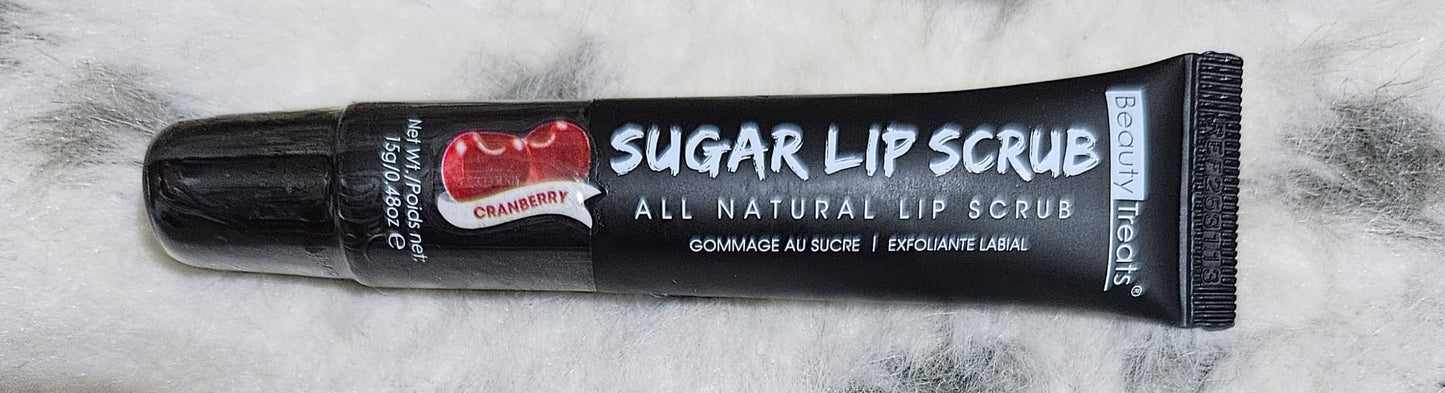 SUGAR LIP SCRUB
ALL NATURAL LIP SCRUB
GOMMAGE AU SUCRE | EXFOLIANTE LABIAL
CRANBERRY
Net Wt./Poids net:
15g/0.48oz e
Beauty Treats®